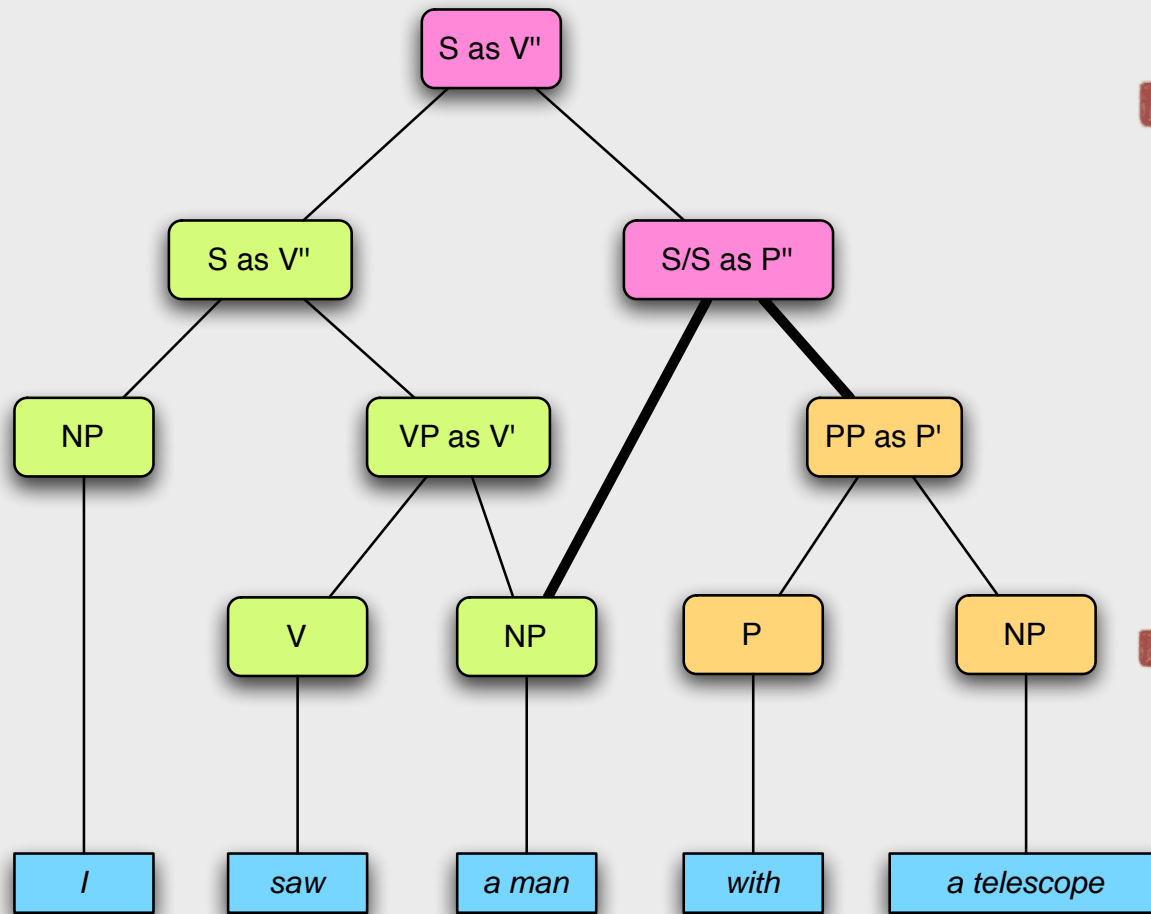 S as V"
S as V" S/S as P"
NP VP as V' PP as P'
V NP P NP
I saw a man with a telescope